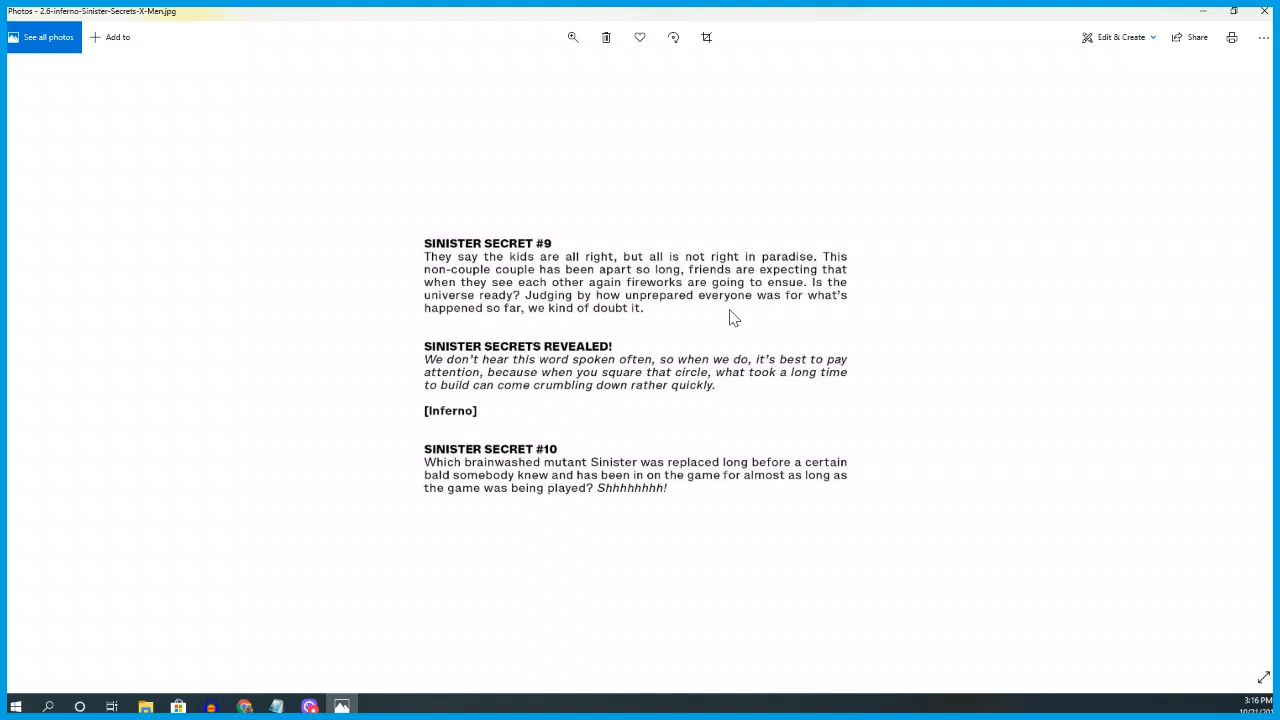 Photos - 2.6-inferno-Sinister-Secrets-X-Men.jpg
See all photos
Add to
Edit & Create
Share
SINISTER SECRET #9
They say the kids are all right, but all is not right in paradise. This
non-couple couple has been apart so long, friends are expecting that
when they see each other again fireworks are going to ensue. Is the
universe ready? Judging by how unprepared everyone was for what's
happened so far, we kind of doubt it.
SINISTER SECRETS REVEALED!
We don't hear this word spoken often, so when we do, it's best to pay
attention, because when you square that circle, what took a long time
to build can come crumbling down rather quickly.
[Inferno]
SINISTER SECRET #10
Which brainwashed mutant Sinister was replaced long before a certain
bald somebody knew and has been in on the game for almost as long as
the game was being played? Shhhhhhhh!
3:16 PM